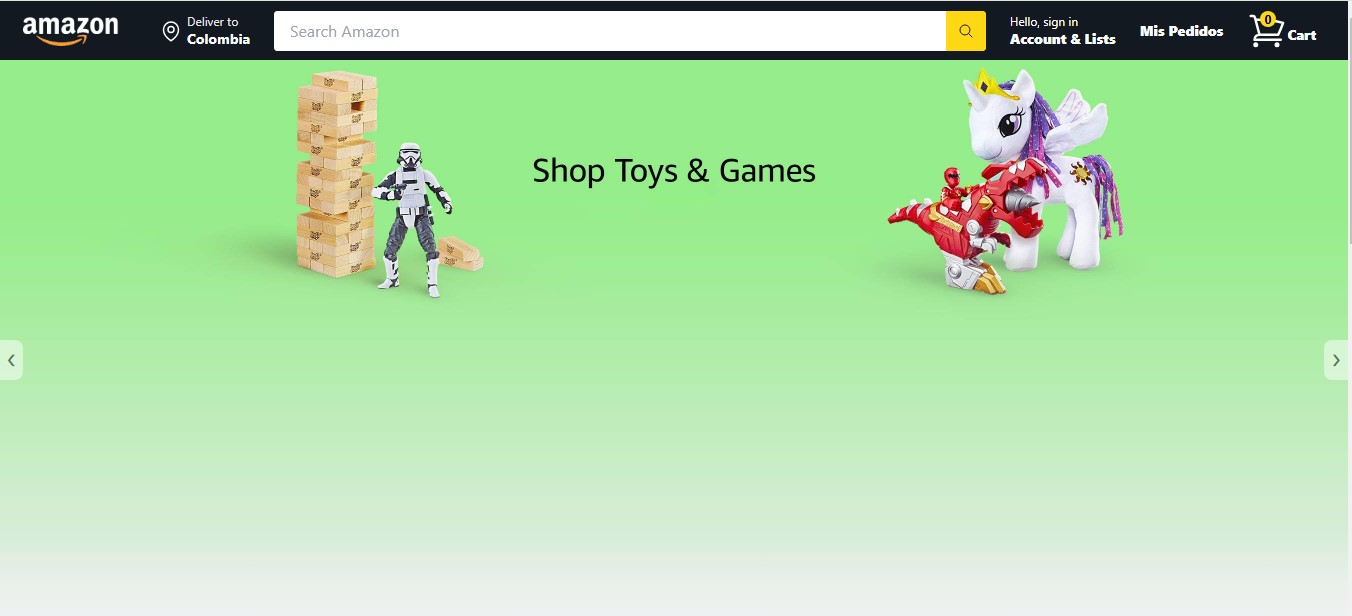 amazon
Deliver to
Colombia
Search Amazon
Hello, sign in
Account & Lists
Mis Pedidos
0
Cart
Shop Toys & Games